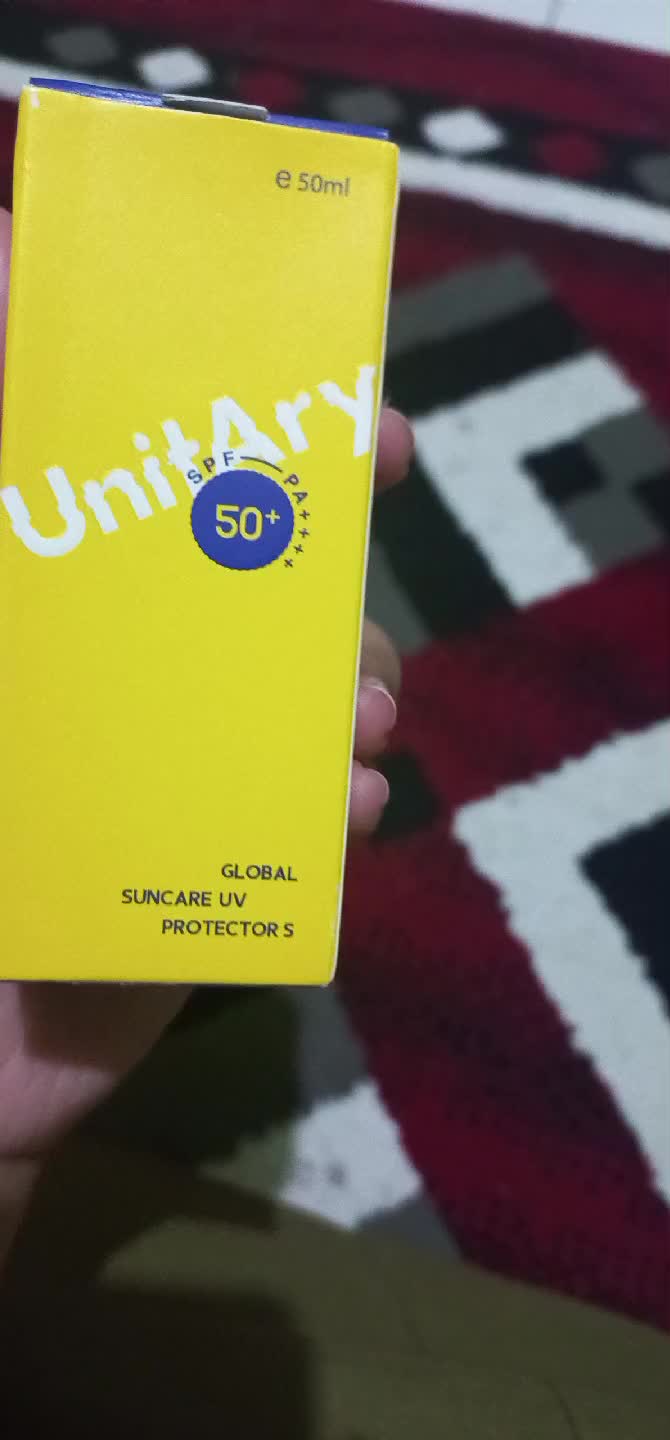 ℮ 50ml
UnitAry
SPF PA++++
50+
GLOBAL
SUNCARE UV
PROTECTOR S